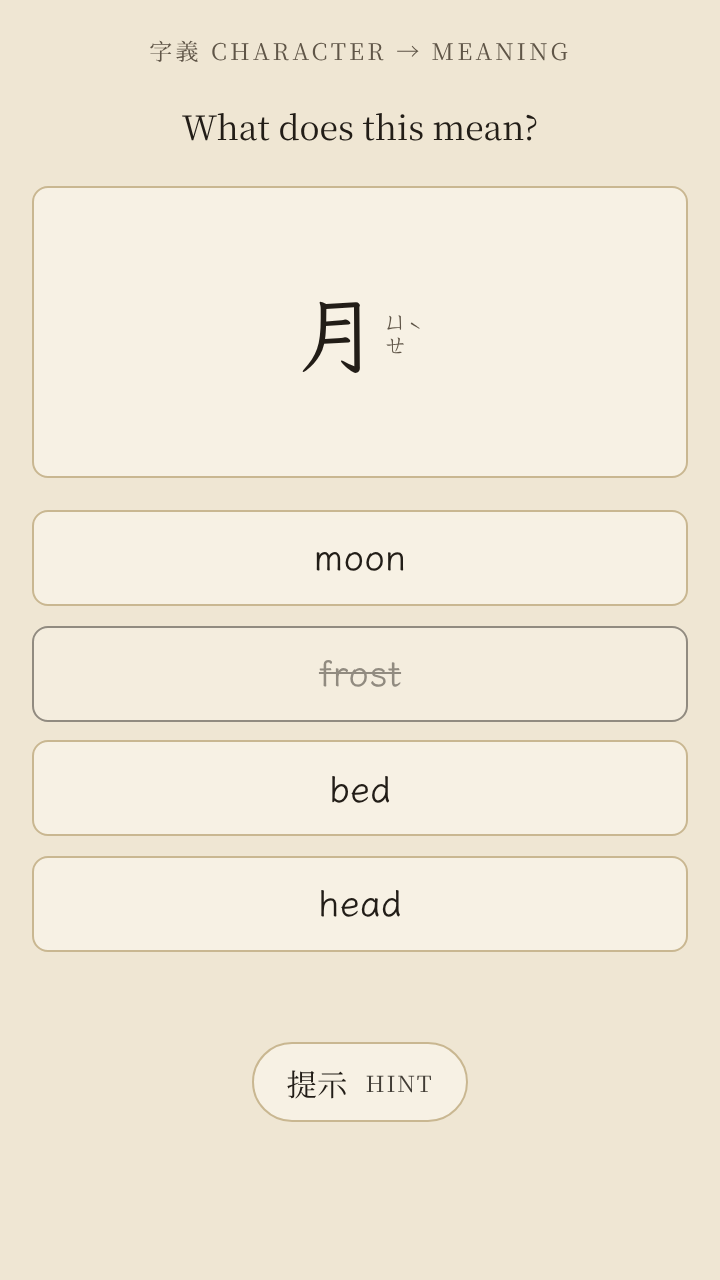 字義 CHARACTER → MEANING
What does this mean?
月 ㄩㄝˋ
moon
frost
bed
head
提示 HINT